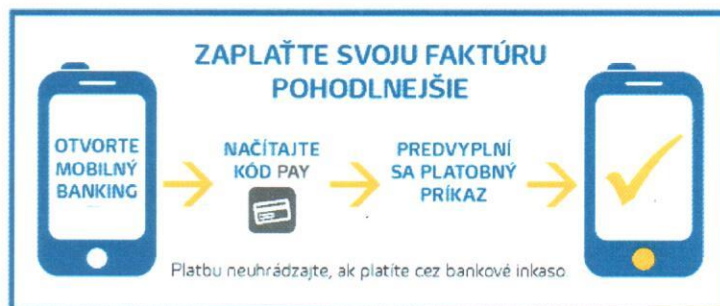 ZAPLAŤTE SVOJU FAKTÚRU
POHODLNEJŠIE
OTVORTE
MOBILNÝ
BANKING
NAČÍTAJTE
KÓD PAY
PREDVYPLNÍ
SA PLATOBNÝ
PRÍKAZ
Platbu neuhrádzajte, ak platíte cez bankové inkaso